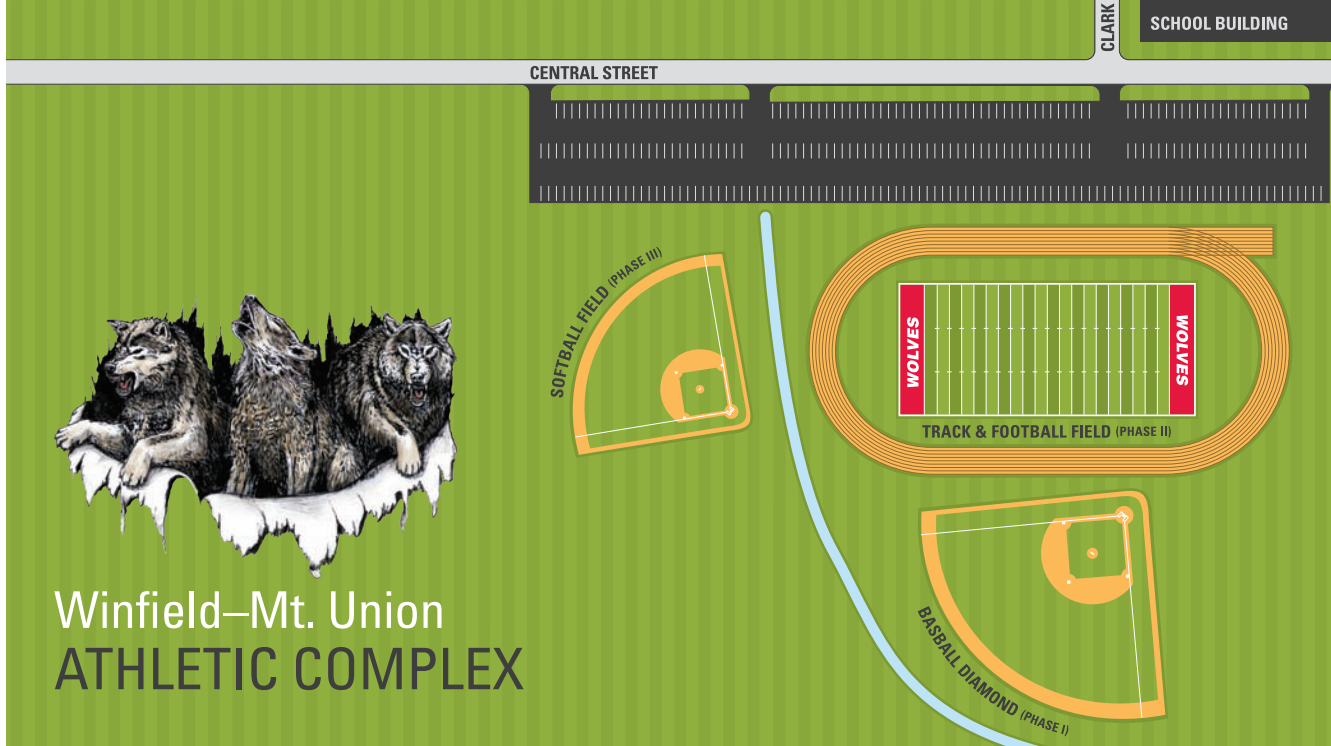 CLARK
SCHOOL BUILDING
CENTRAL STREET
SOFTBALL FIELD (PHASE III)
WOLVES
WOLVES
TRACK & FOOTBALL FIELD (PHASE II)
Winfield–Mt. Union
ATHLETIC COMPLEX
BASBALL DIAMOND (PHASE I)